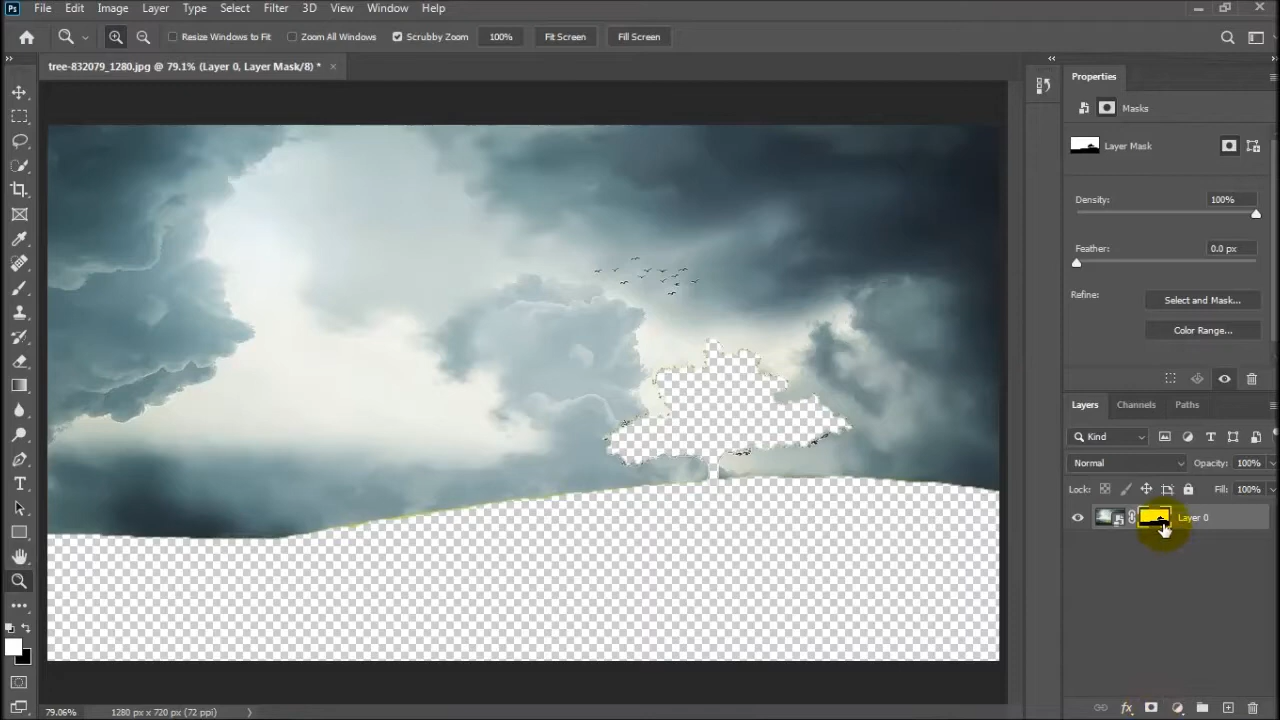 Ps File Edit Image Layer Type Select Filter 3D View Window Help
Resize Windows to Fit Zoom All Windows Scrubby Zoom 100% Fit Screen Fill Screen
tree-832079_1280.jpg @ 79.1% (Layer 0, Layer Mask/8) *
Properties
Masks
Layer Mask
Density: 100%
Feather: 0.0 px
Refine: Select and Mask...
Color Range...
Layers Channels Paths
Kind
Normal Opacity: 100%
Lock: Fill: 100%
Layer 0
79.06% 1280 px x 720 px (72 ppi)